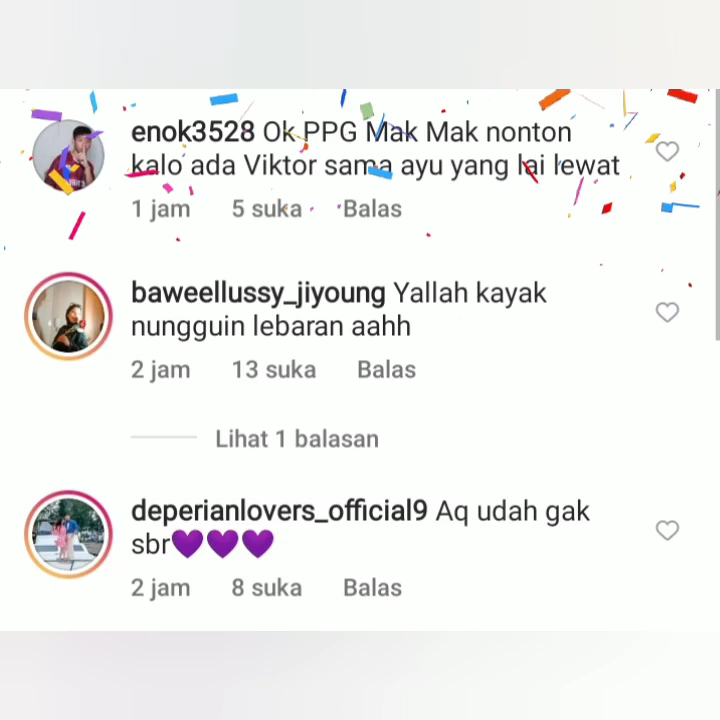 enok3528 Ok PPG Mak Mak nonton
kalo ada Viktor sama ayu yang lai lewat
1 jam 5 suka Balas
baweellussy_jiyoung Yallah kayak
nungguin lebaran aahh
2 jam 13 suka Balas
Lihat 1 balasan
deperianlovers_official9 Aq udah gak
sbr💜💜💜
2 jam 8 suka Balas